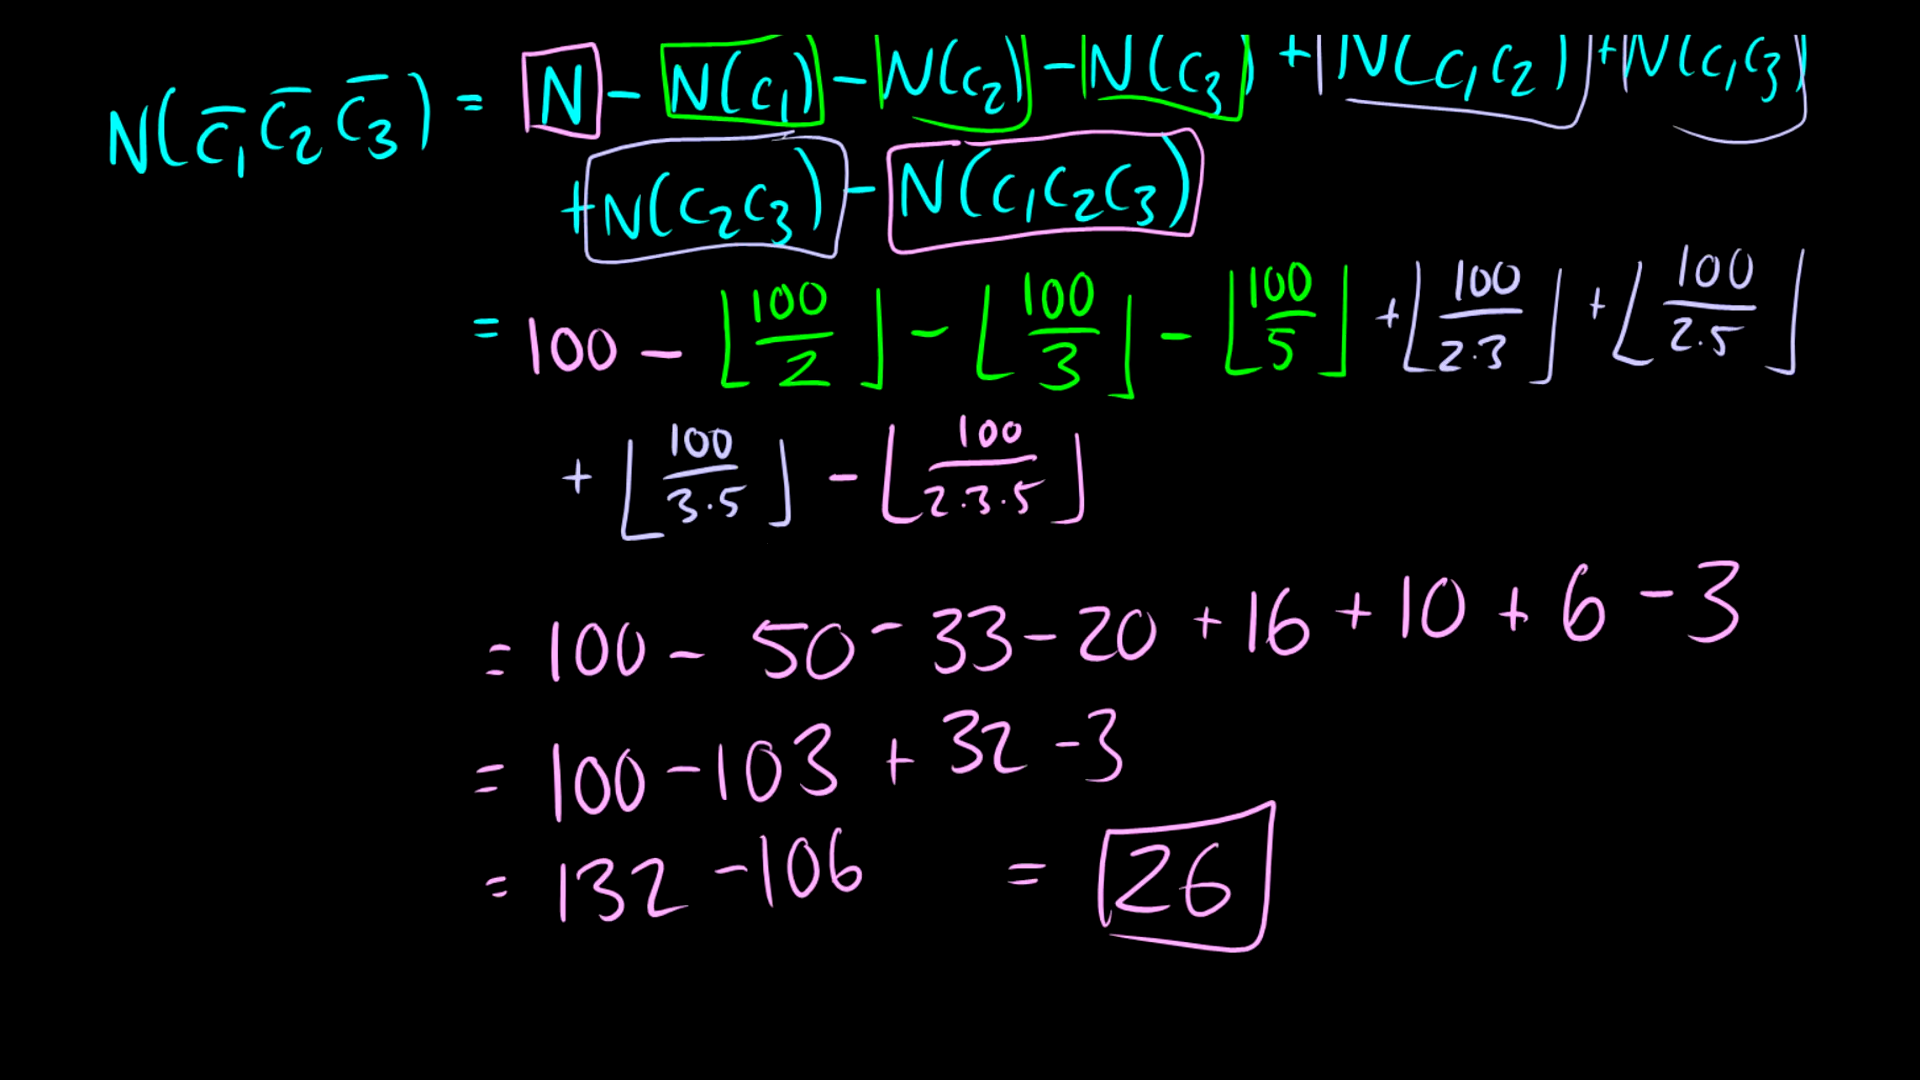 N(c̄₁c̄₂c̄₃) = N - N(c₁) - N(c₂) - N(c₃) + N(c₁c₂) + N(c₁c₃)
+ N(c₂c₃) - N(c₁c₂c₃)
= 100 - ⌊100/2⌋ - ⌊100/3⌋ - ⌊100/5⌋ + ⌊100/2·3⌋ + ⌊100/2·5⌋
+ ⌊100/3·5⌋ - ⌊100/2·3·5⌋
= 100 - 50 - 33 - 20 + 16 + 10 + 6 - 3
= 100 - 103 + 32 - 3
= 132 - 106 = 26